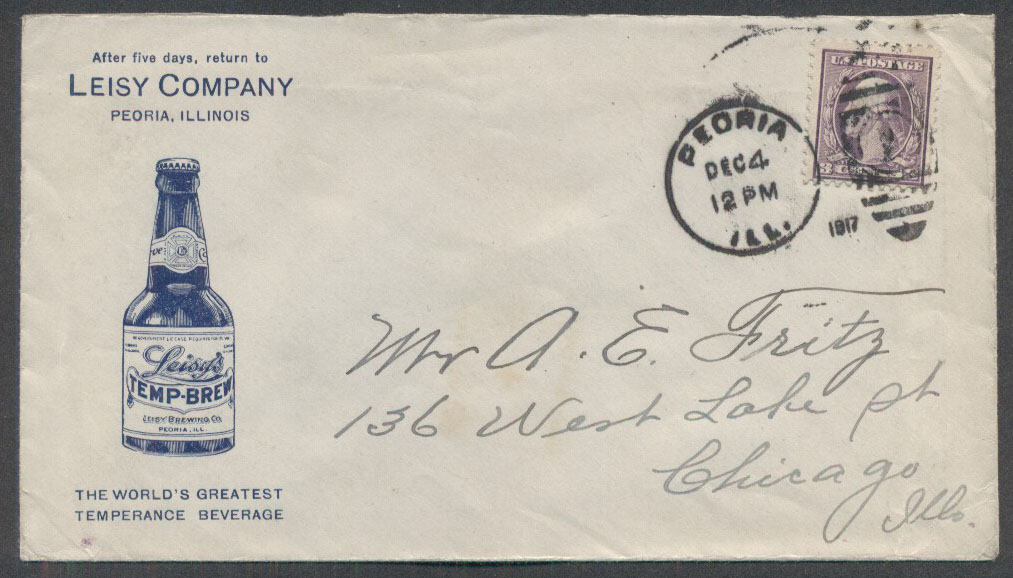 After five days, return to
LEISY COMPANY
PEORIA, ILLINOIS
U.S. POSTAGE
3
PEORIA
DEC 4
12 PM
ILL.
1917
Leisy's
TEMP-BREW
LEISY BREWING CO.
PEORIA, ILL.
THE WORLD'S GREATEST
TEMPERANCE BEVERAGE
Mr A. E. Fritz
136 West Lake St
Chicago
Ills.